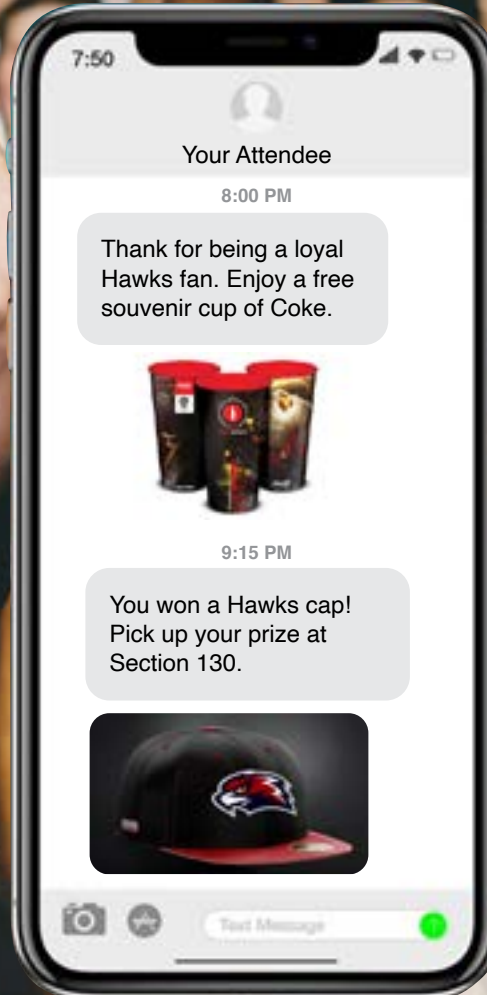 7:50
Your Attendee
8:00 PM
Thank for being a loyal
Hawks fan. Enjoy a free
souvenir cup of Coke.
9:15 PM
You won a Hawks cap!
Pick up your prize at
Section 130.
Text Message